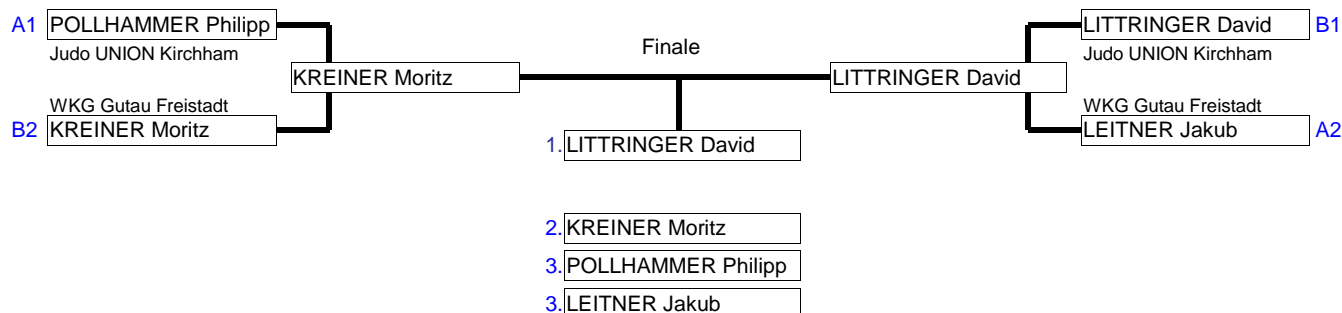 A1 POLLHAMMER Philipp
Judo UNION Kirchham
LITTRINGER David B1
Judo UNION Kirchham
Finale
KREINER Moritz
LITTRINGER David
WKG Gutau Freistadt
B2 KREINER Moritz
WKG Gutau Freistadt
LEITNER Jakub A2
1. LITTRINGER David
2. KREINER Moritz
3. POLLHAMMER Philipp
3. LEITNER Jakub